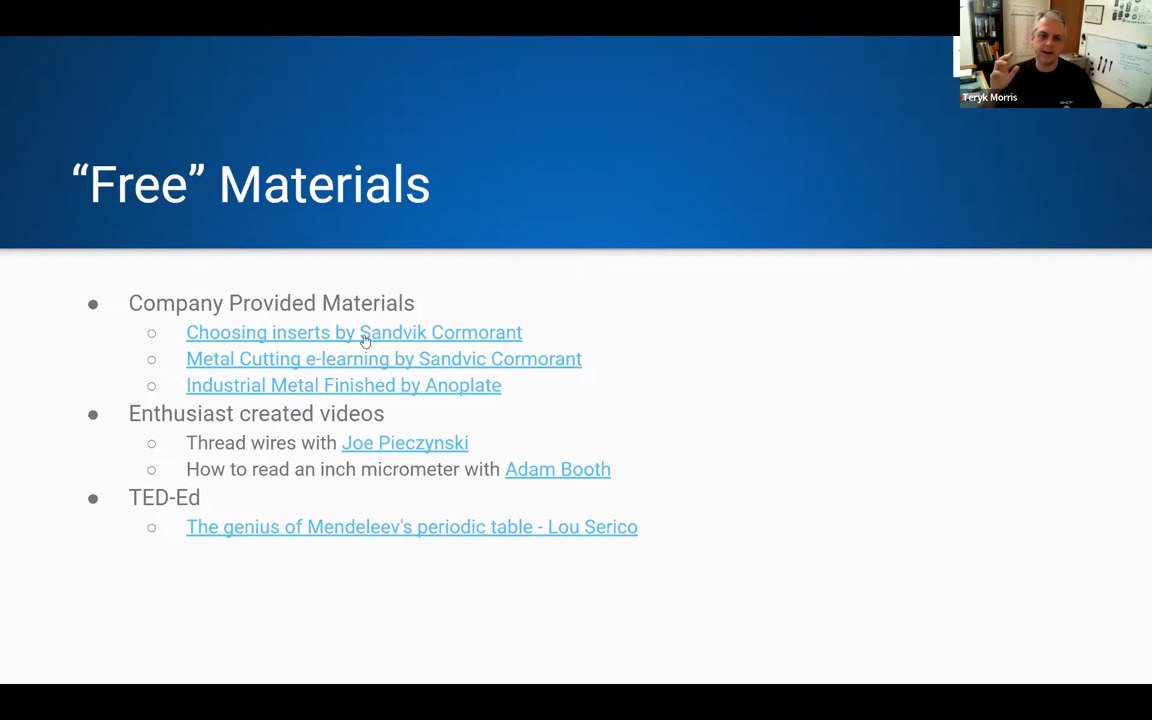 Teryk Morris
“Free” Materials
● Company Provided Materials
○ Choosing inserts by Sandvik Cormorant
○ Metal Cutting e-learning by Sandvic Cormorant
○ Industrial Metal Finished by Anoplate
● Enthusiast created videos
○ Thread wires with Joe Pieczynski
○ How to read an inch micrometer with Adam Booth
● TED-Ed
○ The genius of Mendeleev's periodic table - Lou Serico